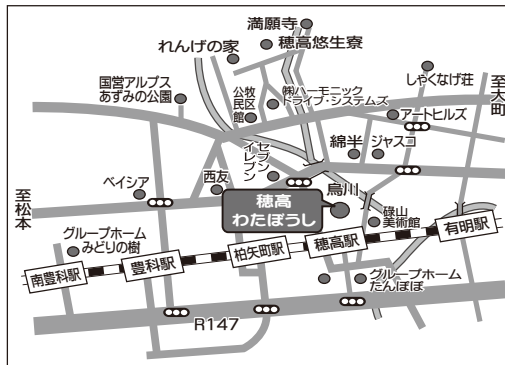 満願寺
れんげの家
穂高悠生寮
しゃくなげ荘
至大町
国営アルプス
あずみの公園
牧区
公民館
㈱ハーモニック
ドライブ・システムズ
アートヒルズ
綿半
ジャスコ
セブン
イレブン
西友
ベイシア
至松本
烏川
穂高
わたぼうし
碌山
美術館
有明駅
グループホーム
みどりの樹
穂高駅
柏矢町駅
豊科駅
南豊科駅
グループホーム
たんぽぽ
R147